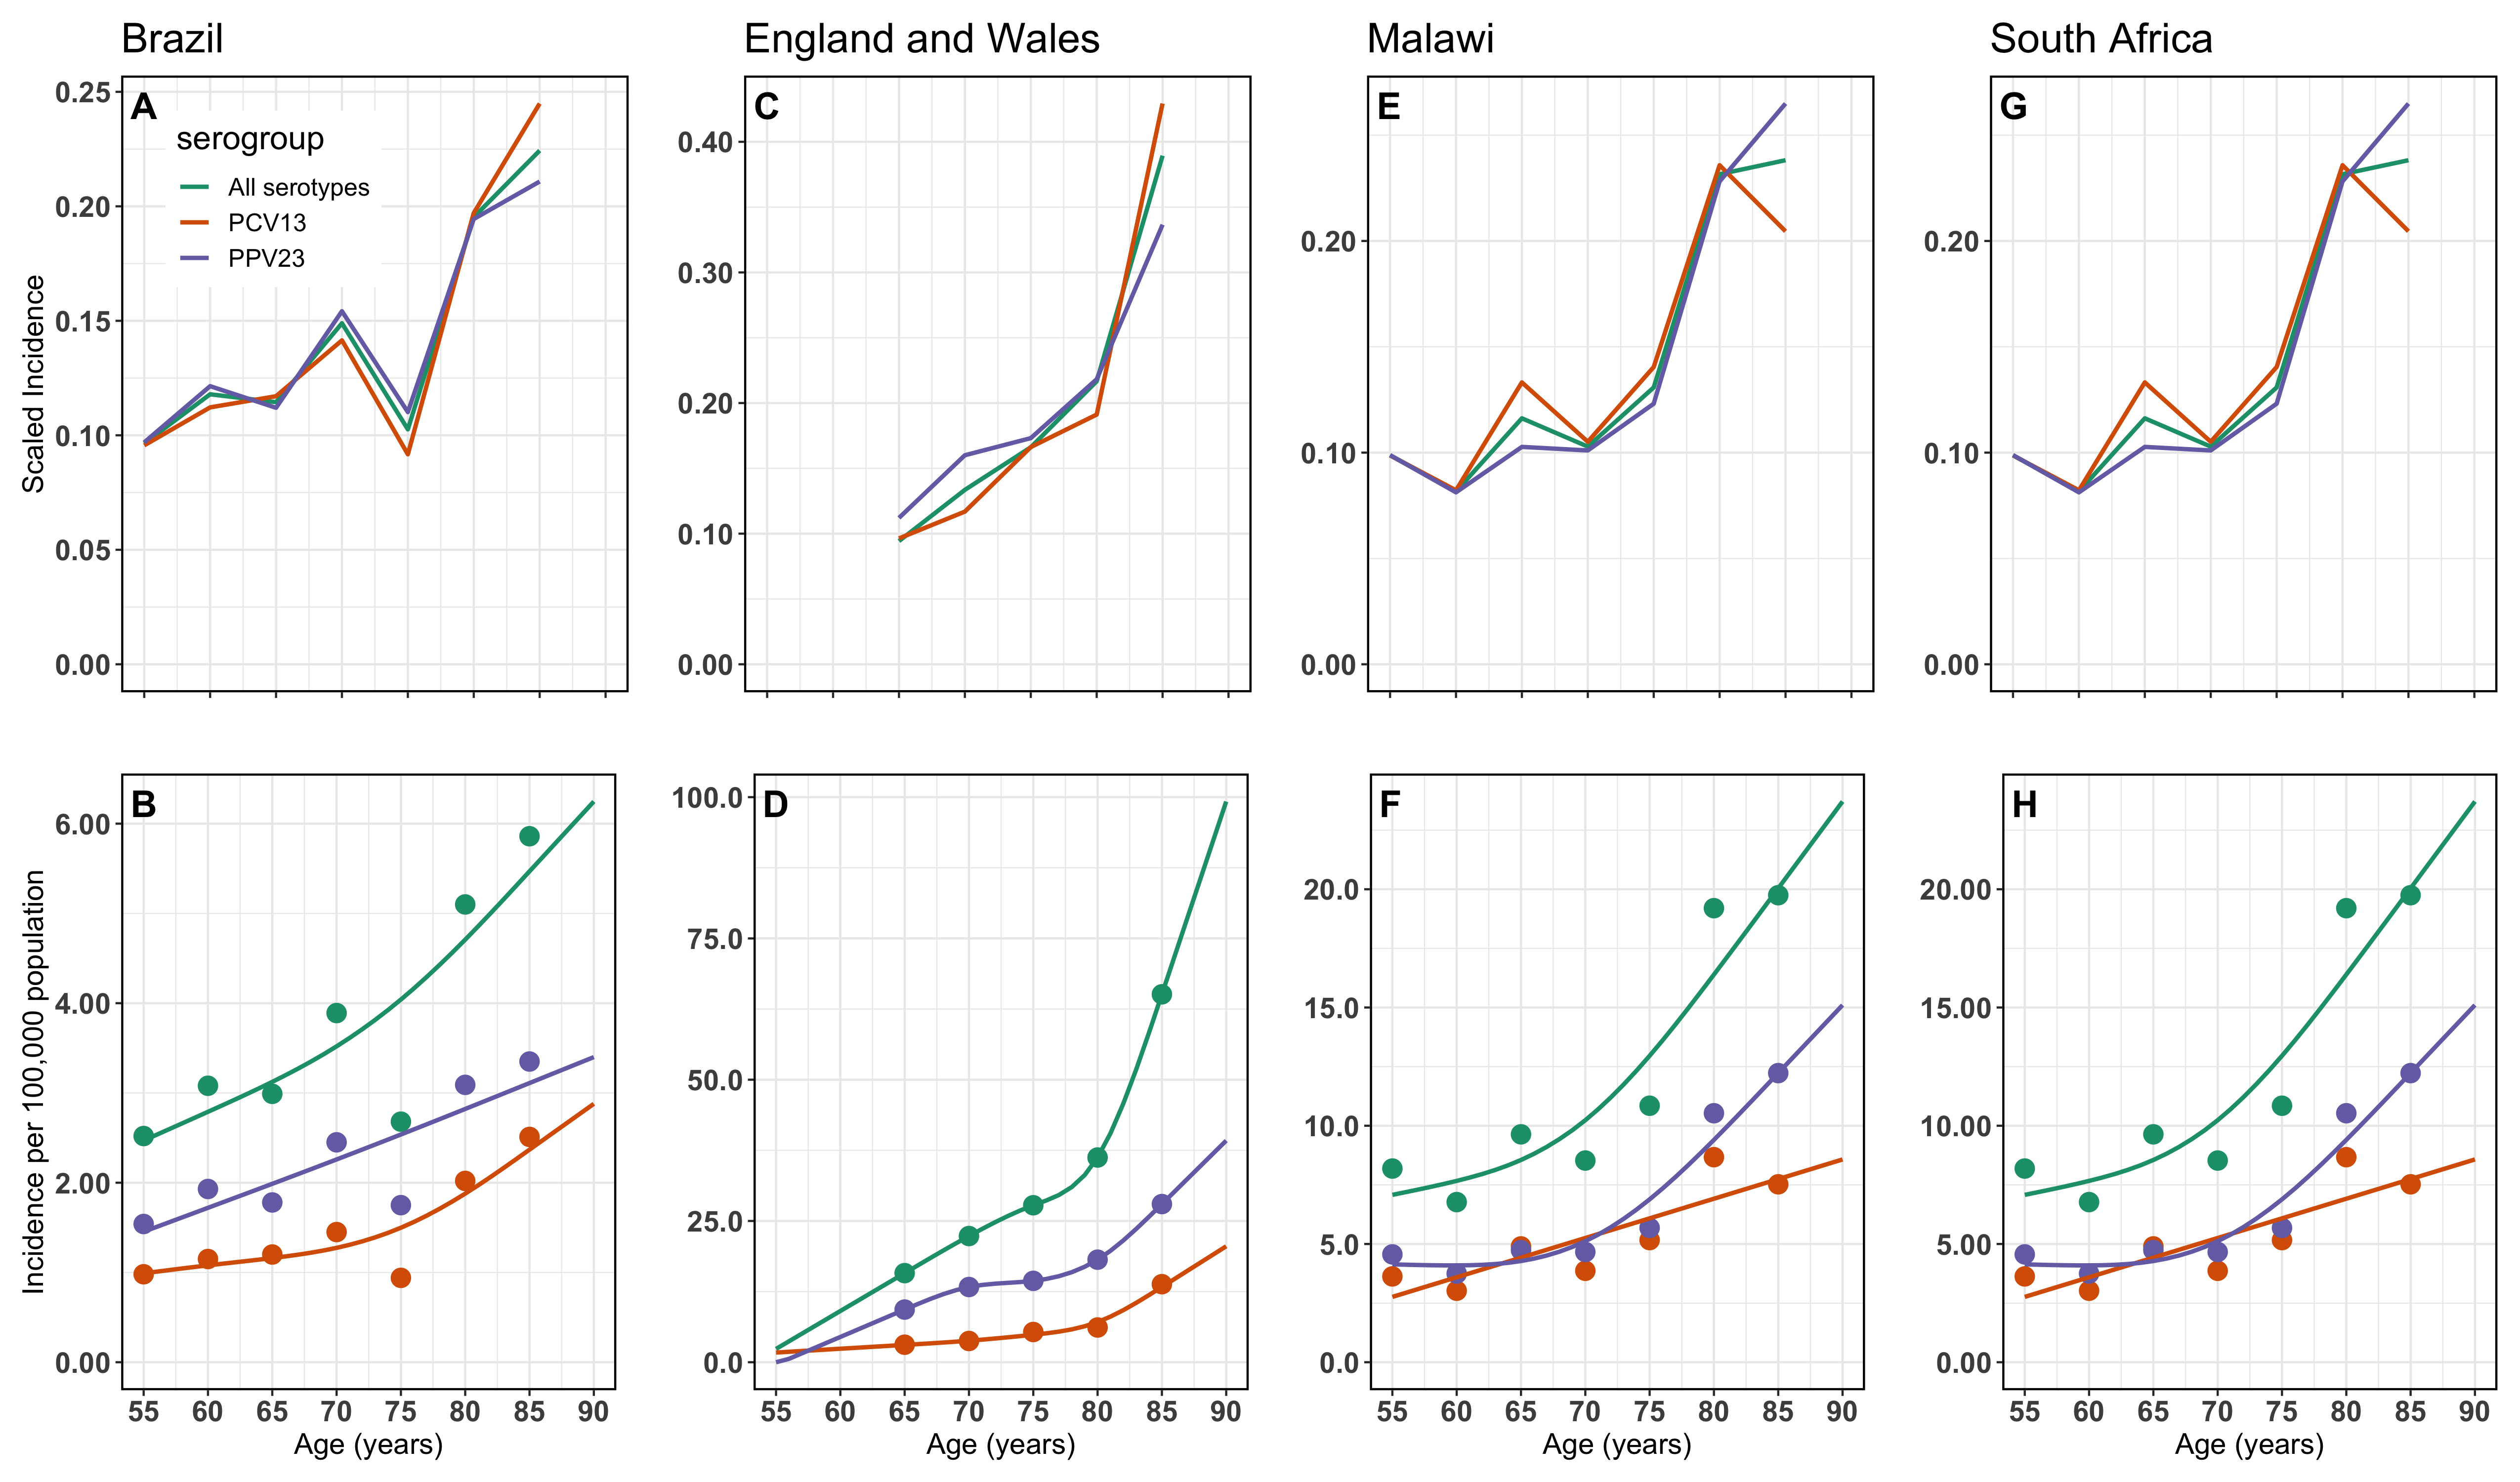 Brazil
England and Wales
Malawi
South Africa
A
C
E
G
serogroup
All serotypes
PCV13
PPV23
Scaled Incidence
0.25
0.20
0.15
0.10
0.05
0.00
0.40
0.30
0.20
0.10
0.00
0.20
0.10
0.00
0.20
0.10
0.00
B
D
F
H
Incidence per 100,000 population
6.00
4.00
2.00
0.00
100.0
75.0
50.0
25.0
0.0
20.0
15.0
10.0
5.0
0.0
20.00
15.00
10.00
5.00
0.00
55 60 65 70 75 80 85 90
55 60 65 70 75 80 85 90
55 60 65 70 75 80 85 90
55 60 65 70 75 80 85 90
Age (years)
Age (years)
Age (years)
Age (years)